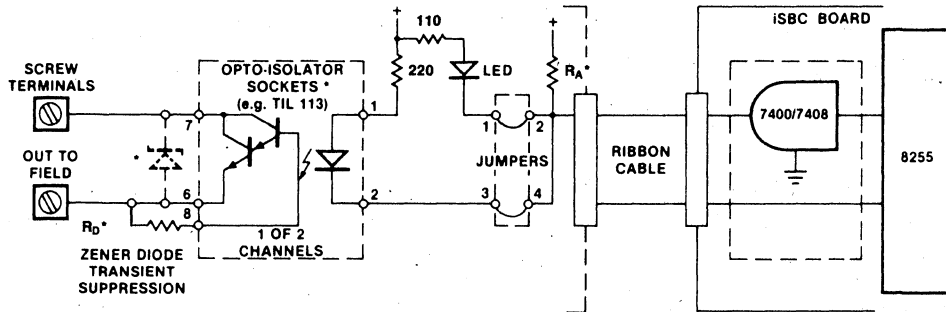 SCREW
TERMINALS
OUT TO
FIELD
*
R_D*
ZENER DIODE
TRANSIENT
SUPPRESSION
OPTO-ISOLATOR
SOCKETS *
(e.g. TIL 113)
7
6
8
1
2
1 OF 2
CHANNELS
+
110
220
LED
+
R_A*
1
2
JUMPERS
3
4
RIBBON
CABLE
iSBC BOARD
7400/7408
8255